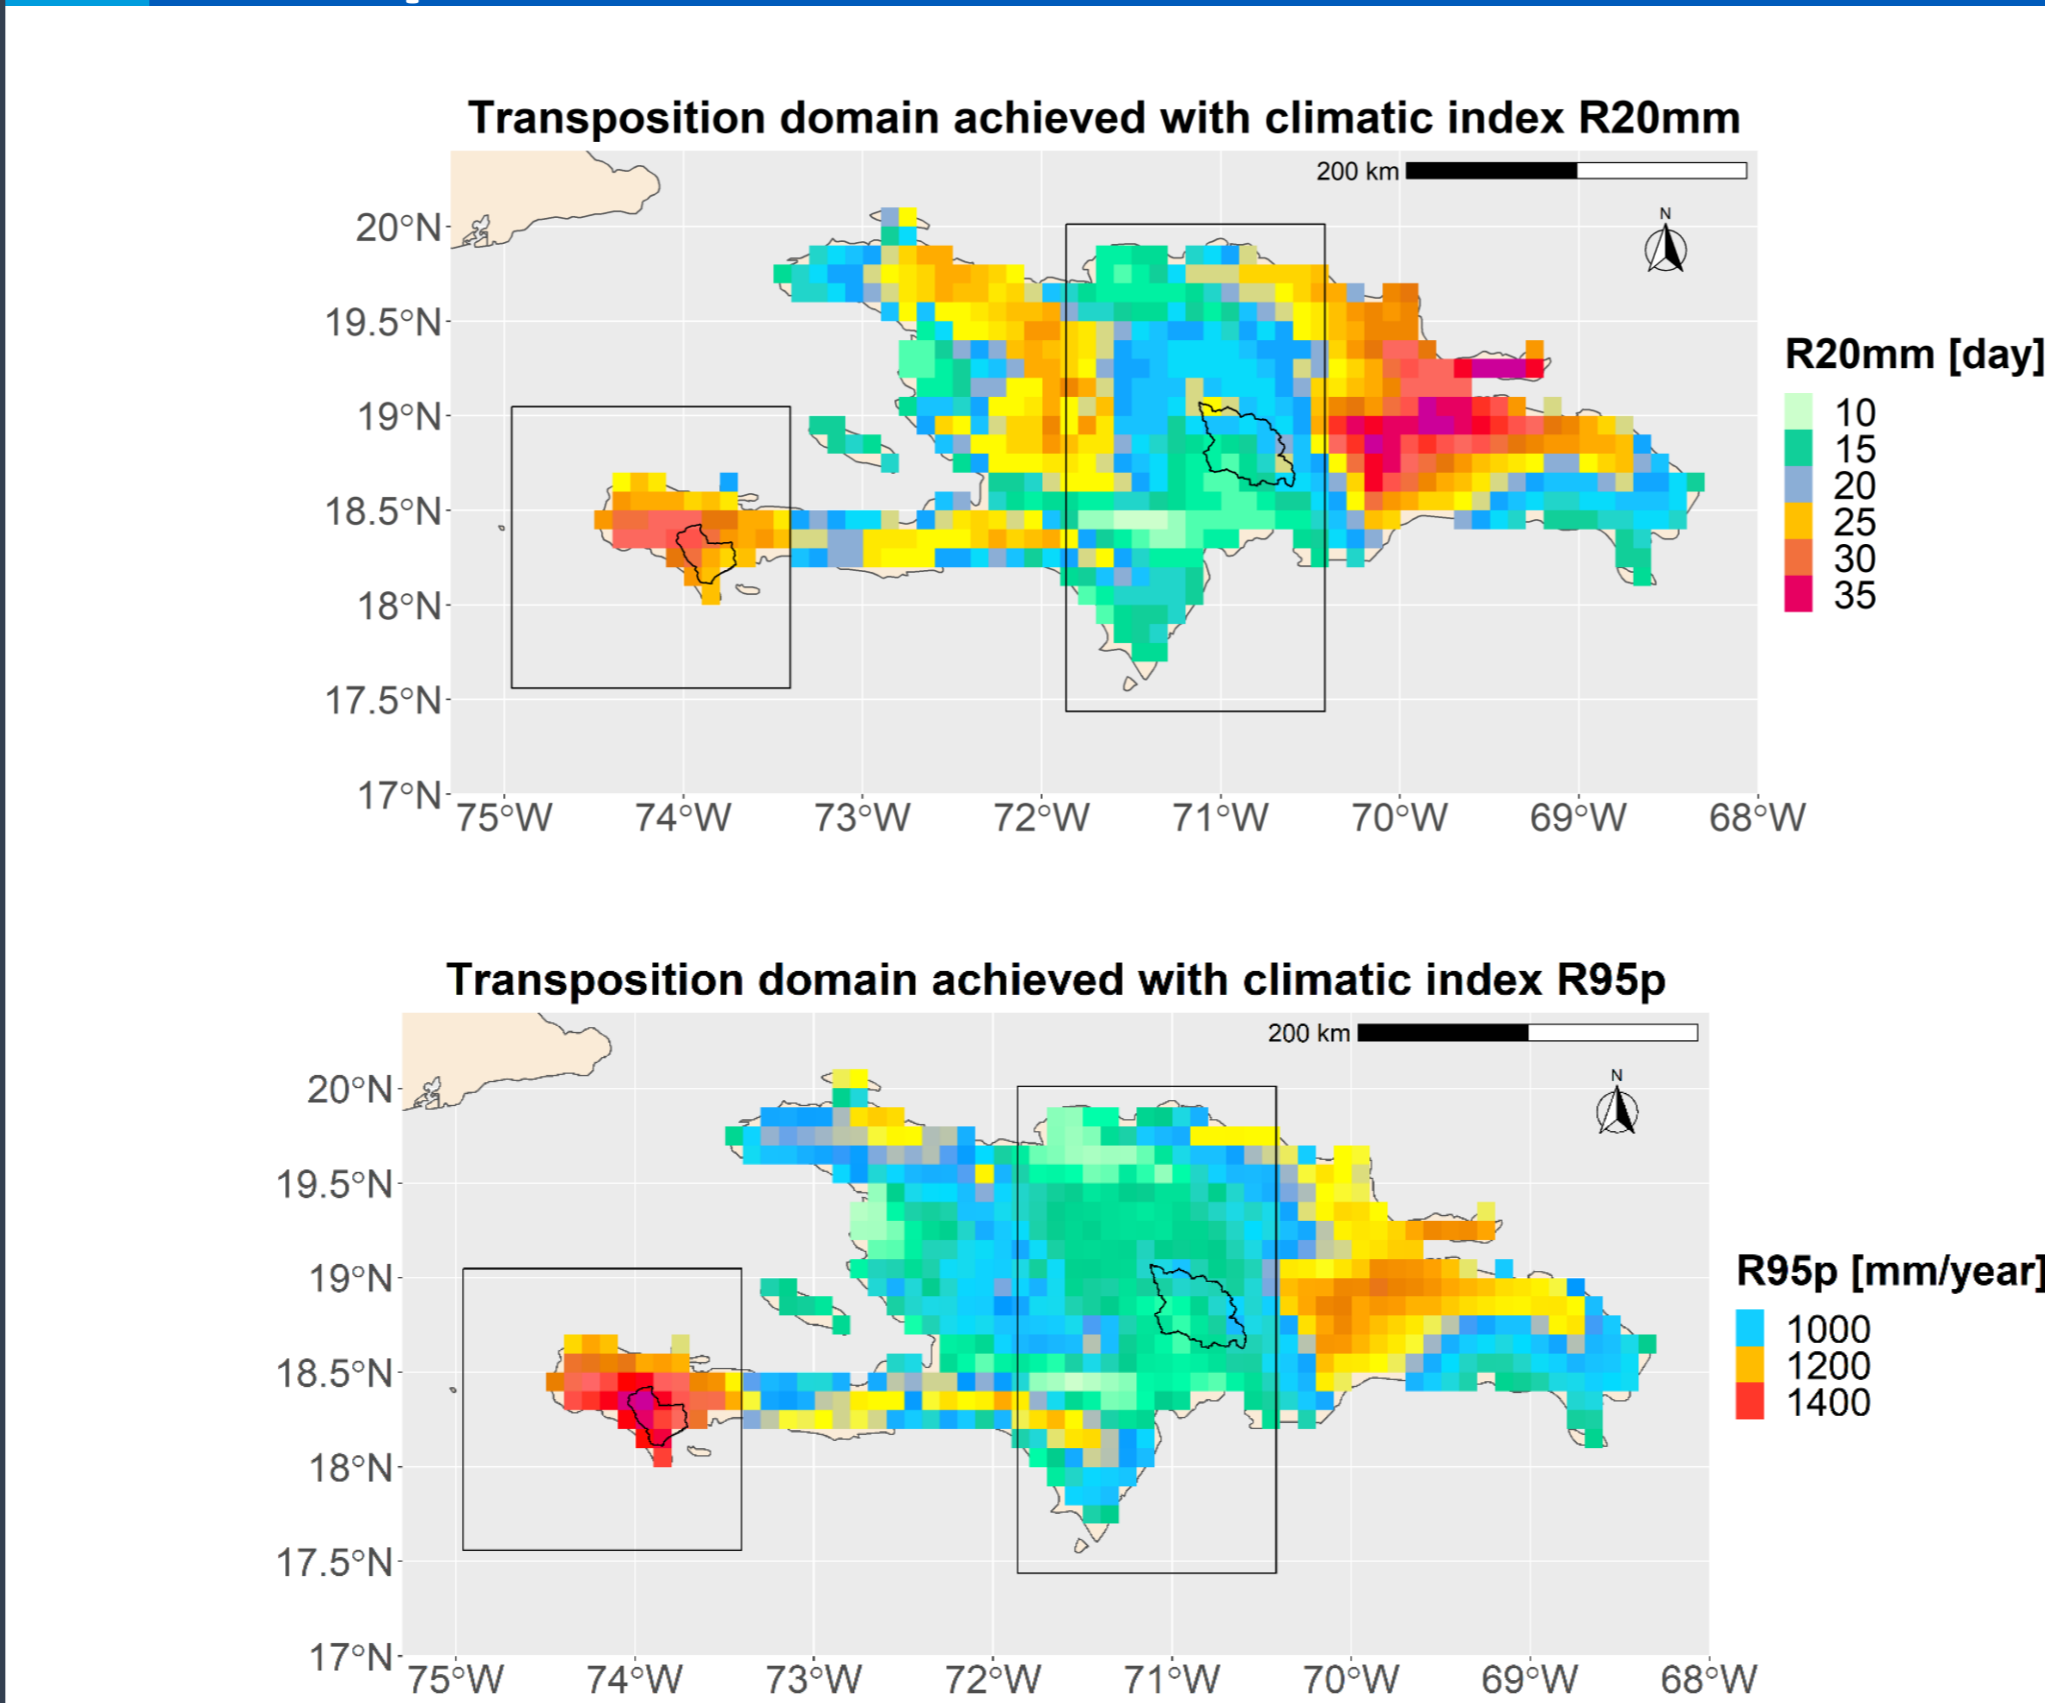 Transposition domain achieved with climatic index R20mm
200 km
N
20°N
19.5°N
19°N
18.5°N
18°N
17.5°N
17°N
75°W 74°W 73°W 72°W 71°W 70°W 69°W 68°W
R20mm [day]
10
15
20
25
30
35
Transposition domain achieved with climatic index R95p
200 km
N
20°N
19.5°N
19°N
18.5°N
18°N
17.5°N
17°N
75°W 74°W 73°W 72°W 71°W 70°W 69°W 68°W
R95p [mm/year]
1000
1200
1400